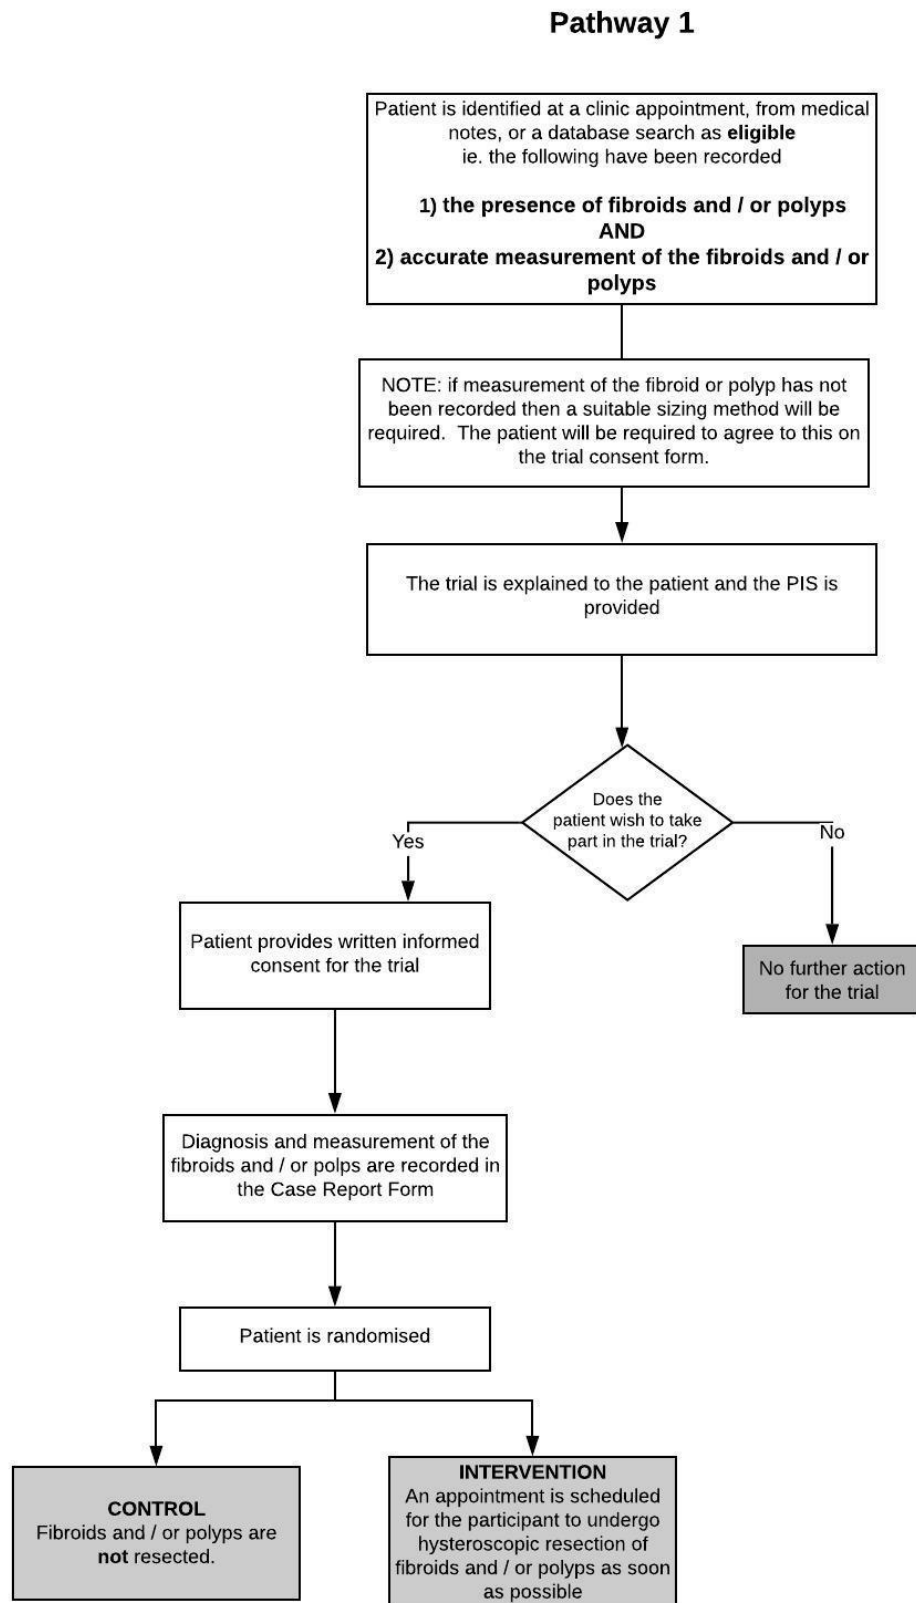 Pathway 1
Patient is identified at a clinic appointment, from medical
notes, or a database search as eligible
ie. the following have been recorded
1) the presence of fibroids and / or polyps
AND
2) accurate measurement of the fibroids and / or
polyps
NOTE: if measurement of the fibroid or polyp has not
been recorded then a suitable sizing method will be
required. The patient will be required to agree to this on
the trial consent form.
The trial is explained to the patient and the PIS is
provided
Does the
patient wish to take
part in the trial?
Yes
No
Patient provides written informed
consent for the trial
No further action
for the trial
Diagnosis and measurement of the
fibroids and / or polps are recorded in
the Case Report Form
Patient is randomised
CONTROL
Fibroids and / or polyps are
not resected.
INTERVENTION
An appointment is scheduled
for the participant to undergo
hysteroscopic resection of
fibroids and / or polyps as soon
as possible